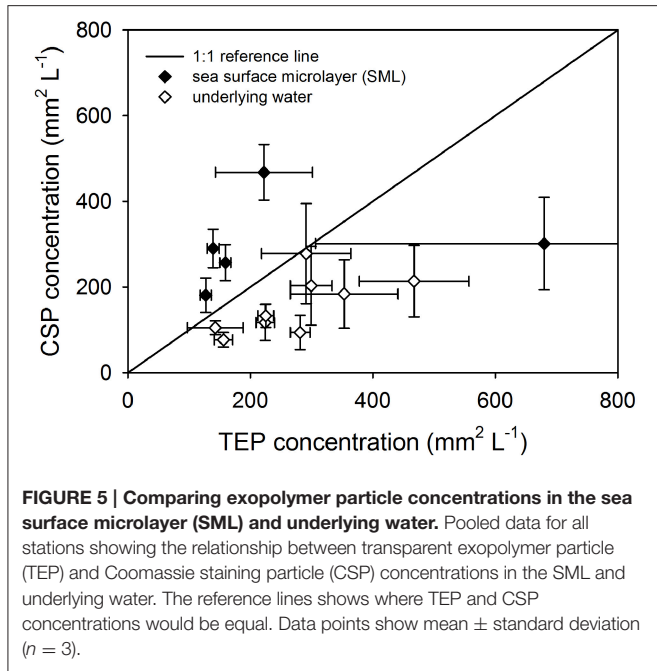 800
600
400
200
0
CSP concentration (mm² L⁻¹)
1:1 reference line
sea surface microlayer (SML)
underlying water
0 200 400 600 800
TEP concentration (mm² L⁻¹)
FIGURE 5 | Comparing exopolymer particle concentrations in the sea
surface microlayer (SML) and underlying water. Pooled data for all
stations showing the relationship between transparent exopolymer particle
(TEP) and Coomassie staining particle (CSP) concentrations in the SML and
underlying water. The reference lines shows where TEP and CSP
concentrations would be equal. Data points show mean ± standard deviation
(n = 3).